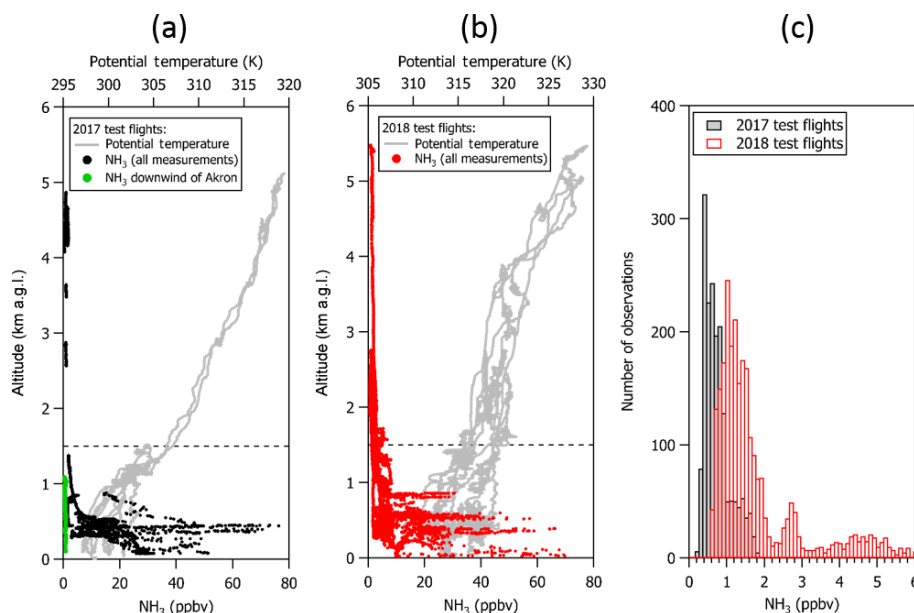 (a)
Potential temperature (K)
295 300 305 310 315 320
6
5
4
3
2
1
0
Altitude (km a.g.l.)
2017 test flights:
Potential temperature
NH3 (all measurements)
NH3 downwind of Akron
0 20 40 60 80
NH3 (ppbv)
(b)
Potential temperature (K)
305 310 315 320 325 330
6
5
4
3
2
1
0
Altitude (km a.g.l.)
2018 test flights:
Potential temperature
NH3 (all measurements)
0 20 40 60 80
NH3 (ppbv)
(c)
400
300
200
100
0
Number of observations
2017 test flights
2018 test flights
0 1 2 3 4 5 6
NH3 (ppbv)